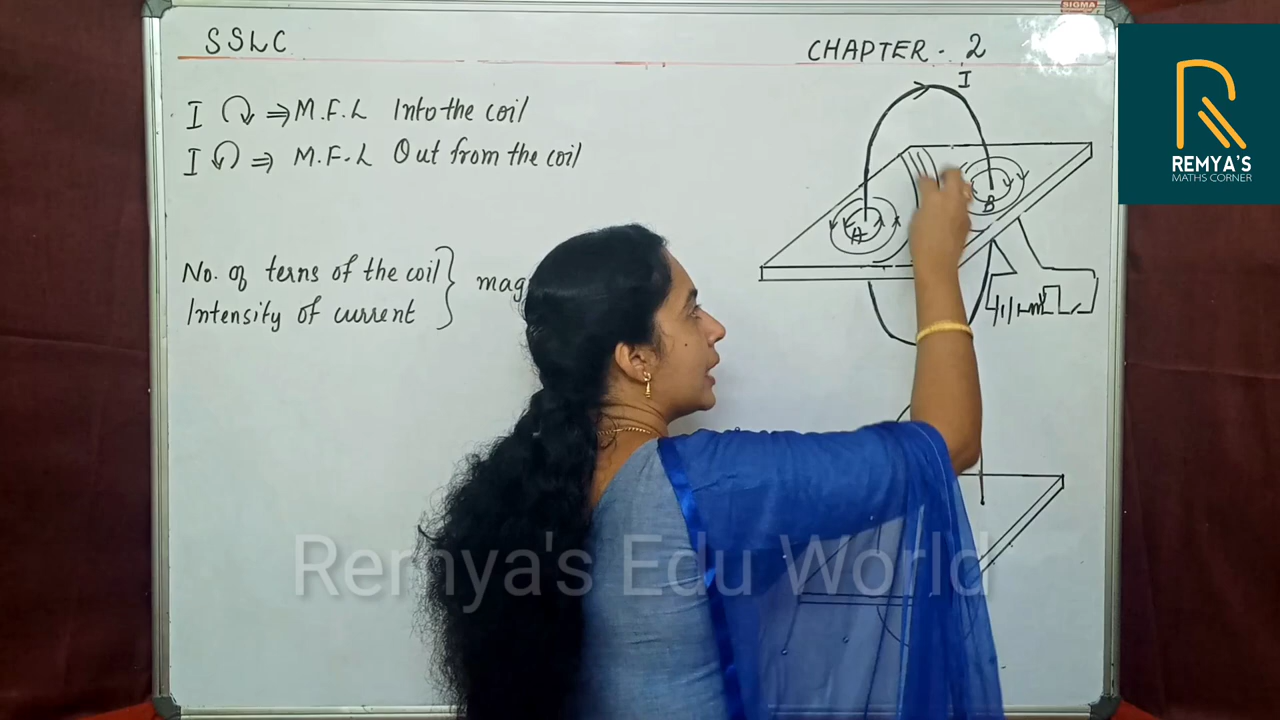 SIGMA
SSLC
CHAPTER - 2
I
I ⇒ M.F.L Into the coil
I ⇒ M.F.L Out from the coil
A
B
No. of terns of the coil
Intensity of current
} mag
R
REMYA'S
MATHS CORNER
Remya's Edu World